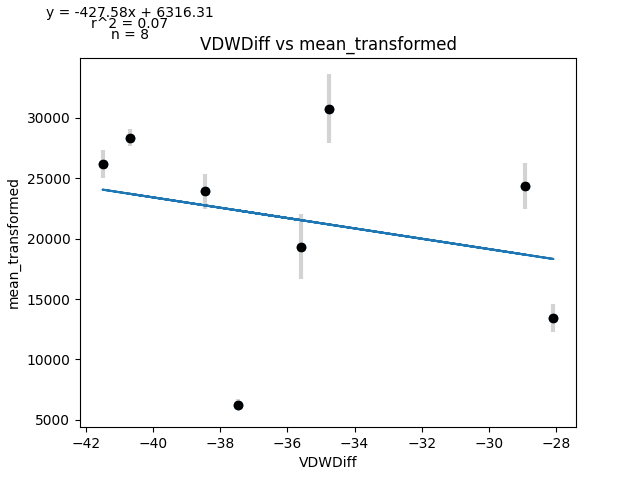 y = -427.58x + 6316.31
r^2 = 0.07
n = 8
VDWDiff vs mean_transformed
mean_transformed
30000
25000
20000
15000
10000
5000
−42
−40
−38
−36
−34
−32
−30
−28
VDWDiff